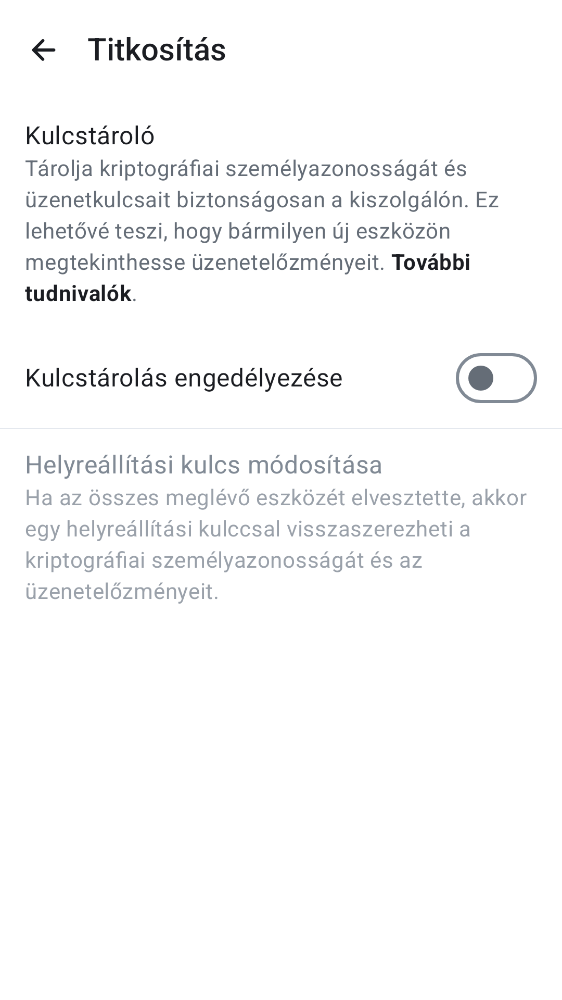 Titkosítás
Kulcstároló
Tárolja kriptográfiai személyazonosságát és
üzenetkulcsait biztonságosan a kiszolgálón. Ez
lehetővé teszi, hogy bármilyen új eszközön
megtekinthesse üzenetelőzményeit. További
tudnivalók.
Kulcstárolás engedélyezése
Helyreállítási kulcs módosítása
Ha az összes meglévő eszközét elvesztette, akkor
egy helyreállítási kulccsal visszaszerezheti a
kriptográfiai személyazonosságát és az
üzenetelőzményeit.